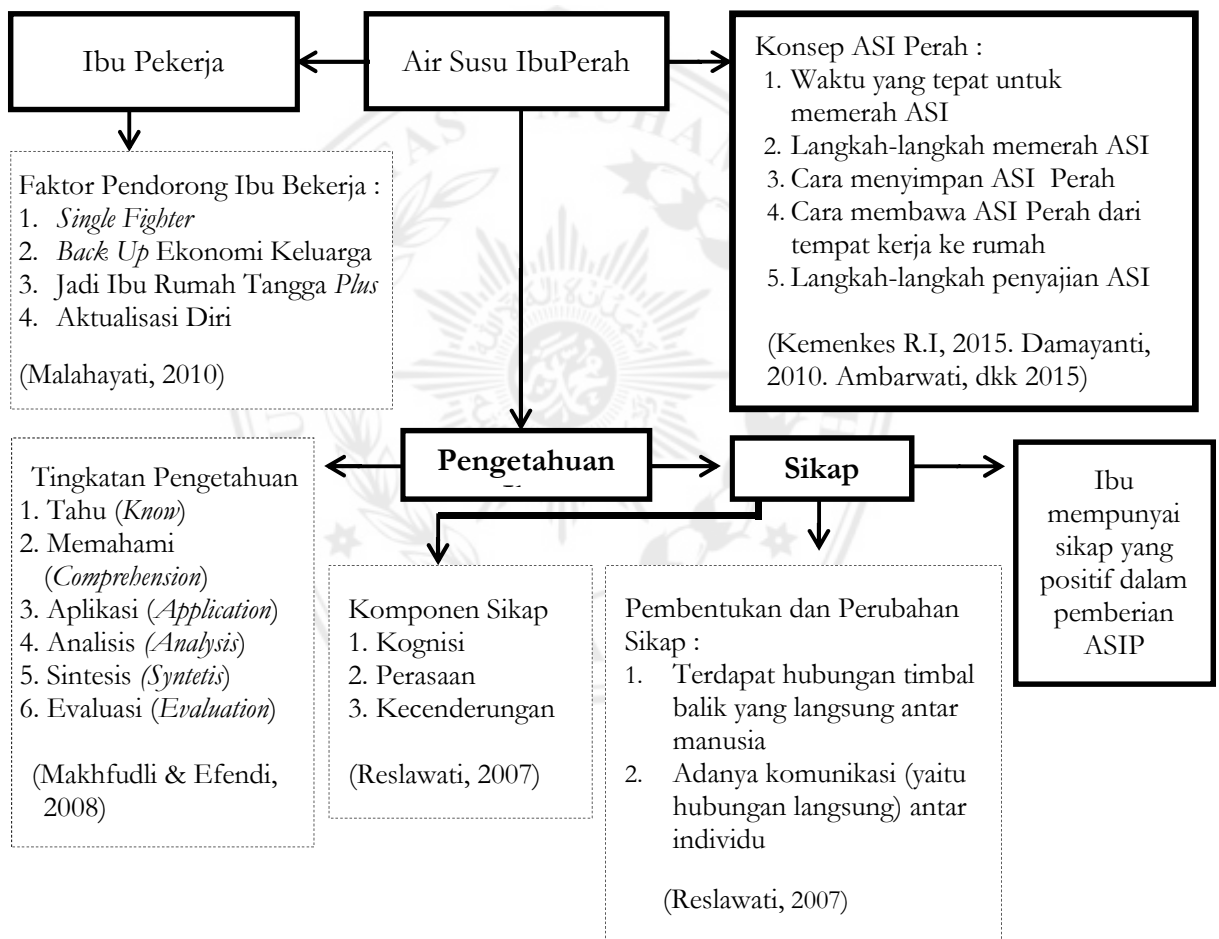 Ibu Pekerja
Air Susu IbuPerah
Konsep ASI Perah :
1. Waktu yang tepat untuk
memerah ASI
2. Langkah-langkah memerah ASI
3. Cara menyimpan ASI Perah
4. Cara membawa ASI Perah dari
tempat kerja ke rumah
5. Langkah-langkah penyajian ASI
(Kemenkes R.I, 2015. Damayanti,
2010. Ambarwati, dkk 2015)
Faktor Pendorong Ibu Bekerja :
1. Single Fighter
2. Back Up Ekonomi Keluarga
3. Jadi Ibu Rumah Tangga Plus
4. Aktualisasi Diri
(Malahayati, 2010)
Pengetahuan
Sikap
Ibu
mempunyai
sikap yang
positif dalam
pemberian
ASIP
Tingkatan Pengetahuan
1. Tahu (Know)
2. Memahami
(Comprehension)
3. Aplikasi (Application)
4. Analisis (Analysis)
5. Sintesis (Syntetis)
6. Evaluasi (Evaluation)
(Makhfudli & Efendi,
2008)
Komponen Sikap
1. Kognisi
2. Perasaan
3. Kecenderungan
(Reslawati, 2007)
Pembentukan dan Perubahan
Sikap :
1. Terdapat hubungan timbal
balik yang langsung antar
manusia
2. Adanya komunikasi (yaitu
hubungan langsung) antar
individu
(Reslawati, 2007)